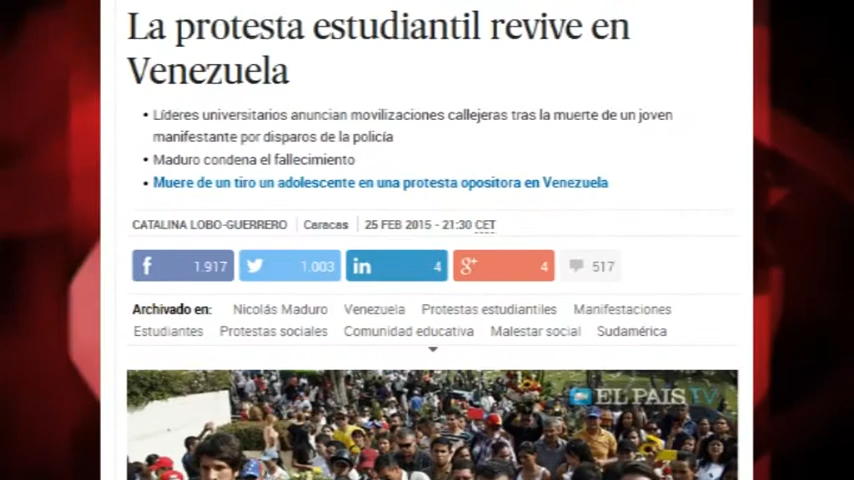 La protesta estudiantil revive en
Venezuela
• Líderes universitarios anuncian movilizaciones callejeras tras la muerte de un joven
manifestante por disparos de la policía
• Maduro condena el fallecimiento
• Muere de un tiro un adolescente en una protesta opositora en Venezuela
CATALINA LOBO-GUERRERO Caracas 25 FEB 2015 - 21:30 CET
f 1.917 1.003 in 4 g+ 4 517
Archivado en: Nicolás Maduro Venezuela Protestas estudiantiles Manifestaciones
Estudiantes Protestas sociales Comunidad educativa Malestar social Sudamérica
EL PAIS TV